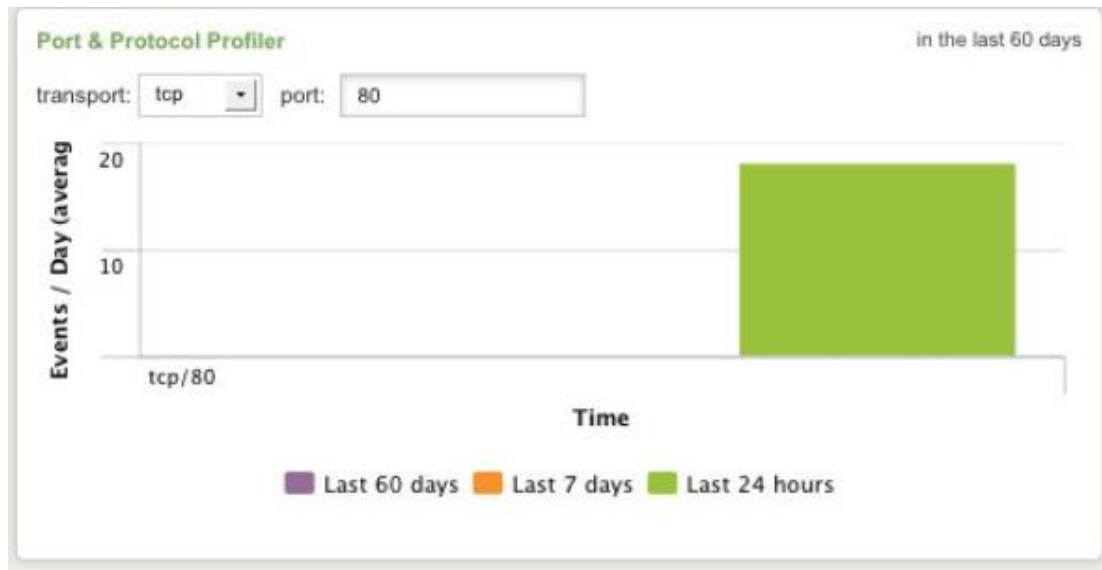 Port & Protocol Profiler
in the last 60 days
transport: tcp port: 80
Events / Day (averag
20
10
tcp/80
Time
Last 60 days Last 7 days Last 24 hours